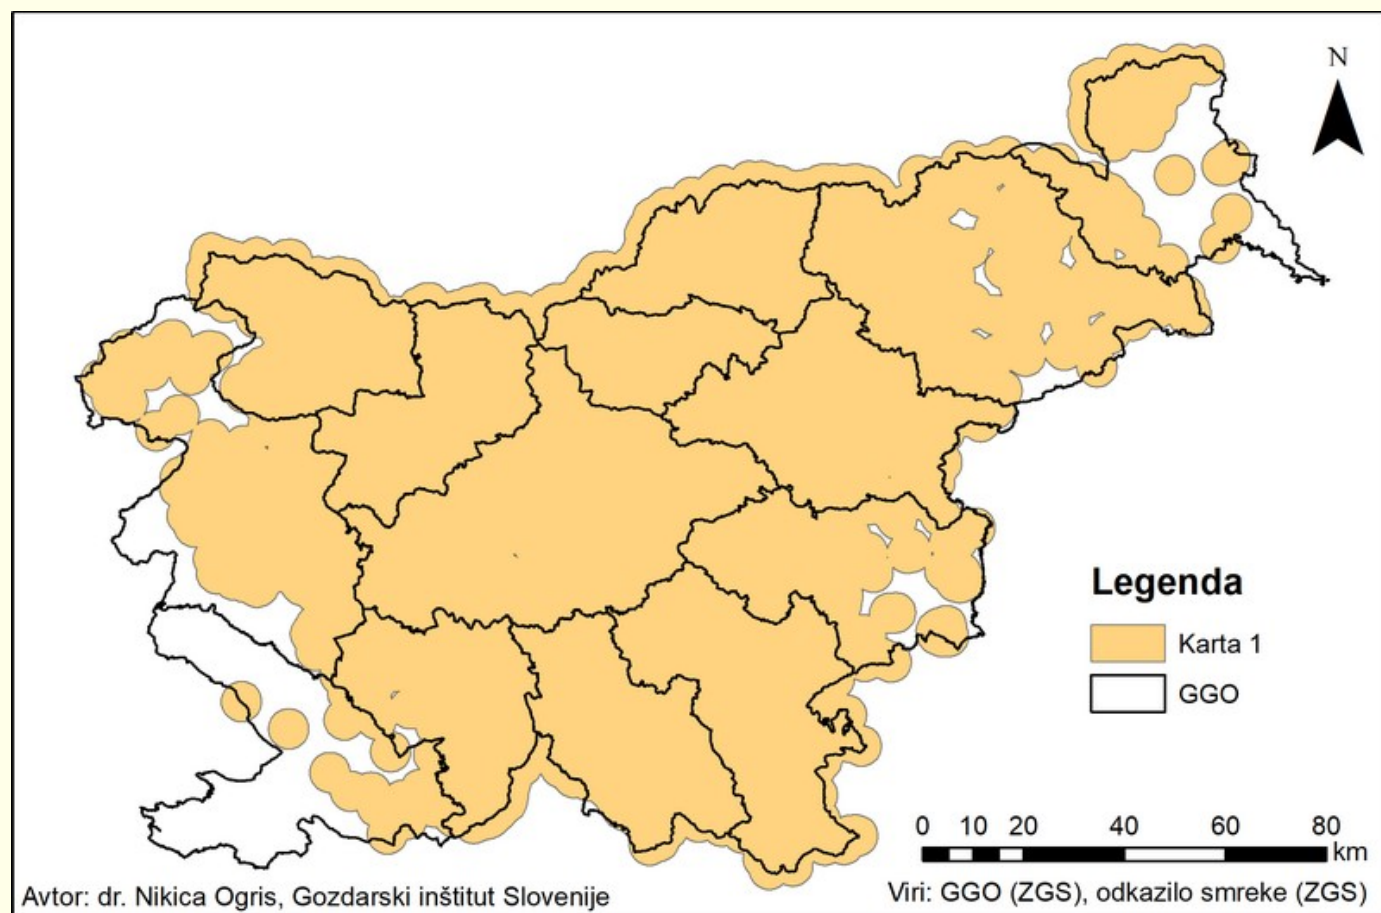 N
Legenda
Karta 1
GGO
0 10 20 40 60 80
km
Avtor: dr. Nikica Ogris, Gozdarski inštitut Slovenije
Viri: GGO (ZGS), odkazilo smreke (ZGS)